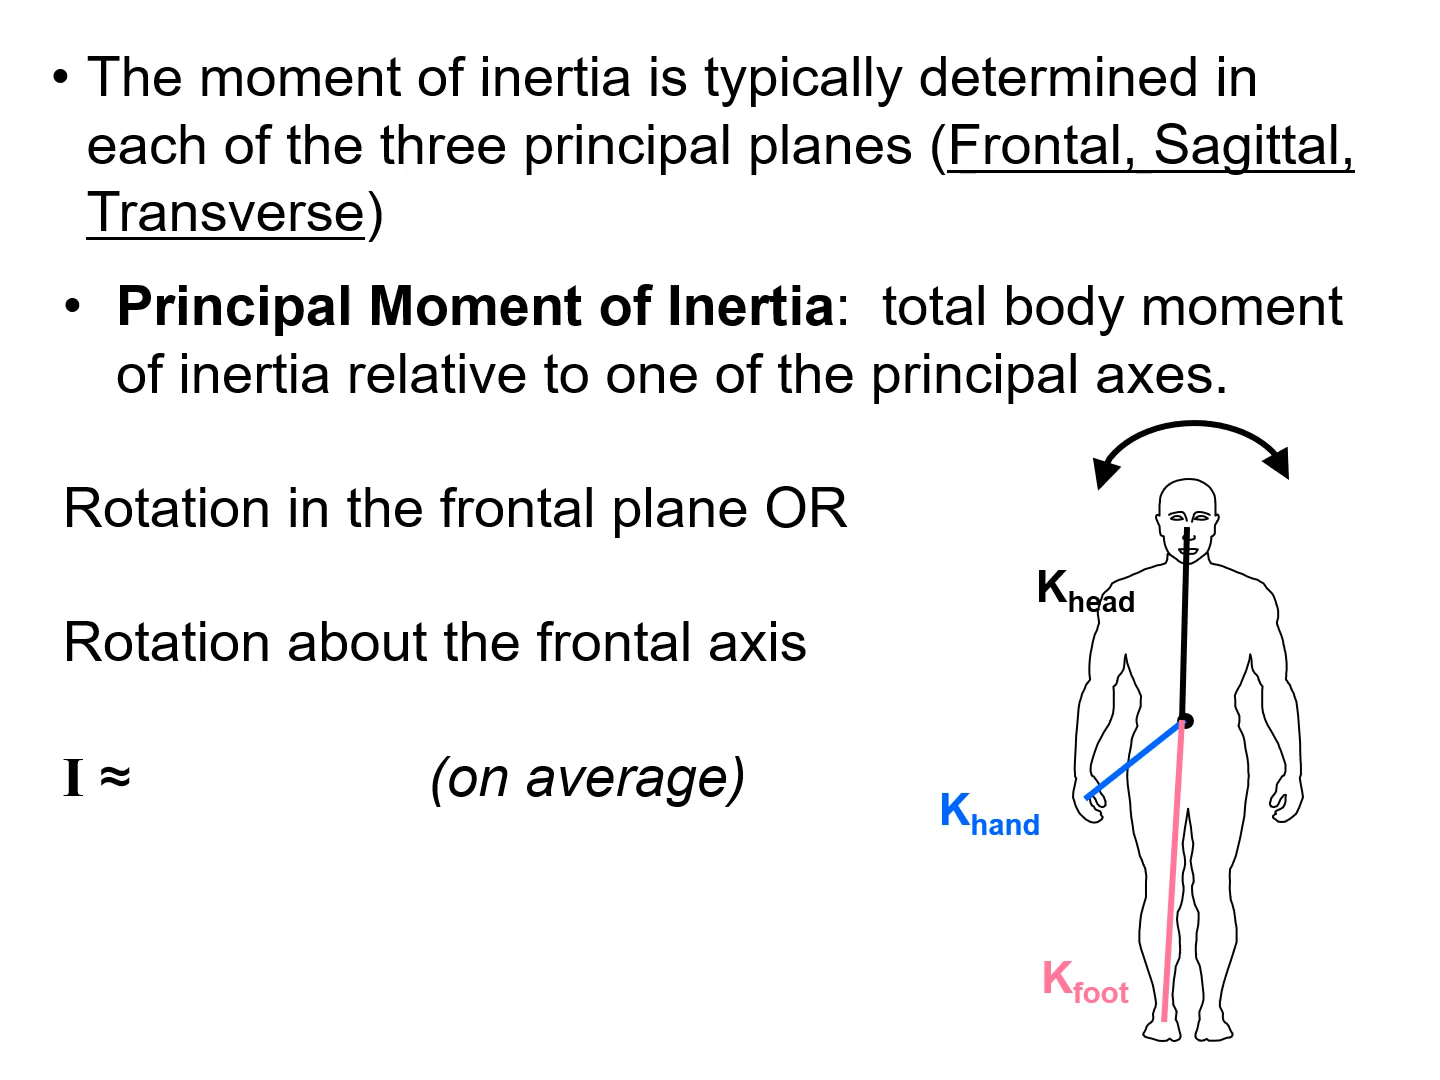 • The moment of inertia is typically determined in
each of the three principal planes (Frontal, Sagittal,
Transverse)
• Principal Moment of Inertia: total body moment
of inertia relative to one of the principal axes.
Rotation in the frontal plane OR
Khead
Rotation about the frontal axis
I ≈ (on average)
Khand
Kfoot